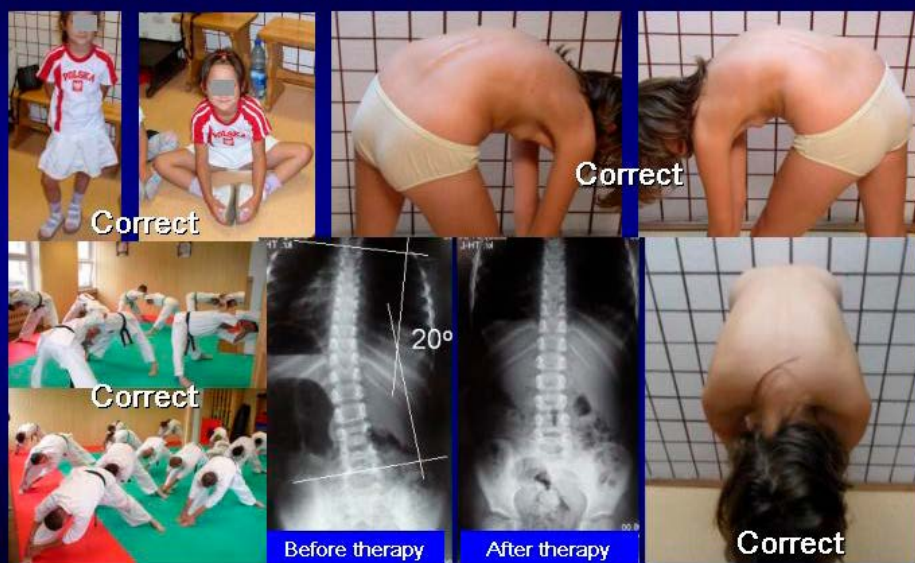 POLSKA
POLSKA
Correct
Correct
Correct
20°
Before therapy
After therapy
Correct